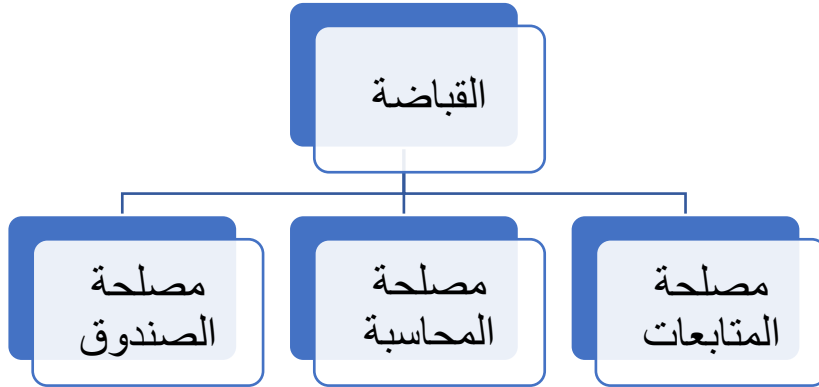 القباضة
مصلحة
المتابعات
مصلحة
المحاسبة
مصلحة
الصندوق